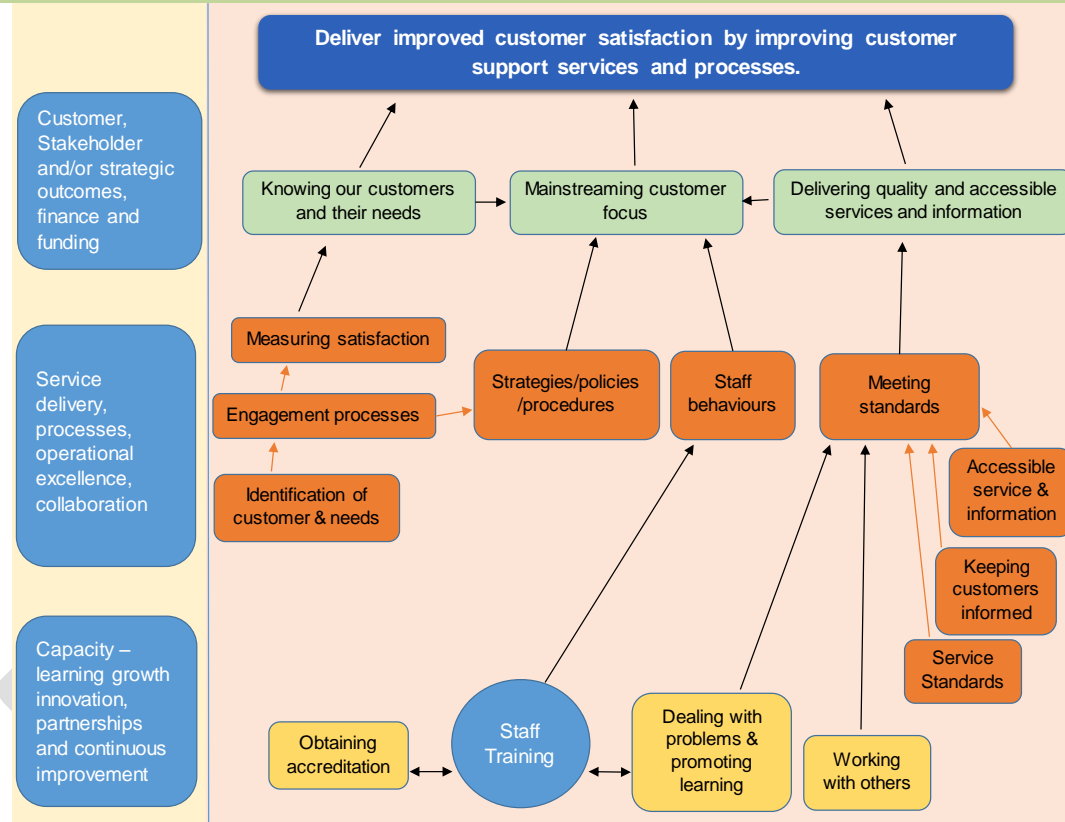 Deliver improved customer satisfaction by improving customer
support services and processes.
Customer,
Stakeholder
and/or strategic
outcomes,
finance and
funding
Knowing our customers
and their needs
Mainstreaming customer
focus
Delivering quality and accessible
services and information
Service
delivery,
processes,
operational
excellence,
collaboration
Measuring satisfaction
Engagement processes
Identification of
customer & needs
Strategies/policies
/procedures
Staff
behaviours
Meeting
standards
Accessible
service &
information
Keeping
customers
informed
Service
Standards
Capacity –
learning growth
innovation,
partnerships
and continuous
improvement
Obtaining
accreditation
Staff
Training
Dealing with
problems &
promoting
learning
Working
with others